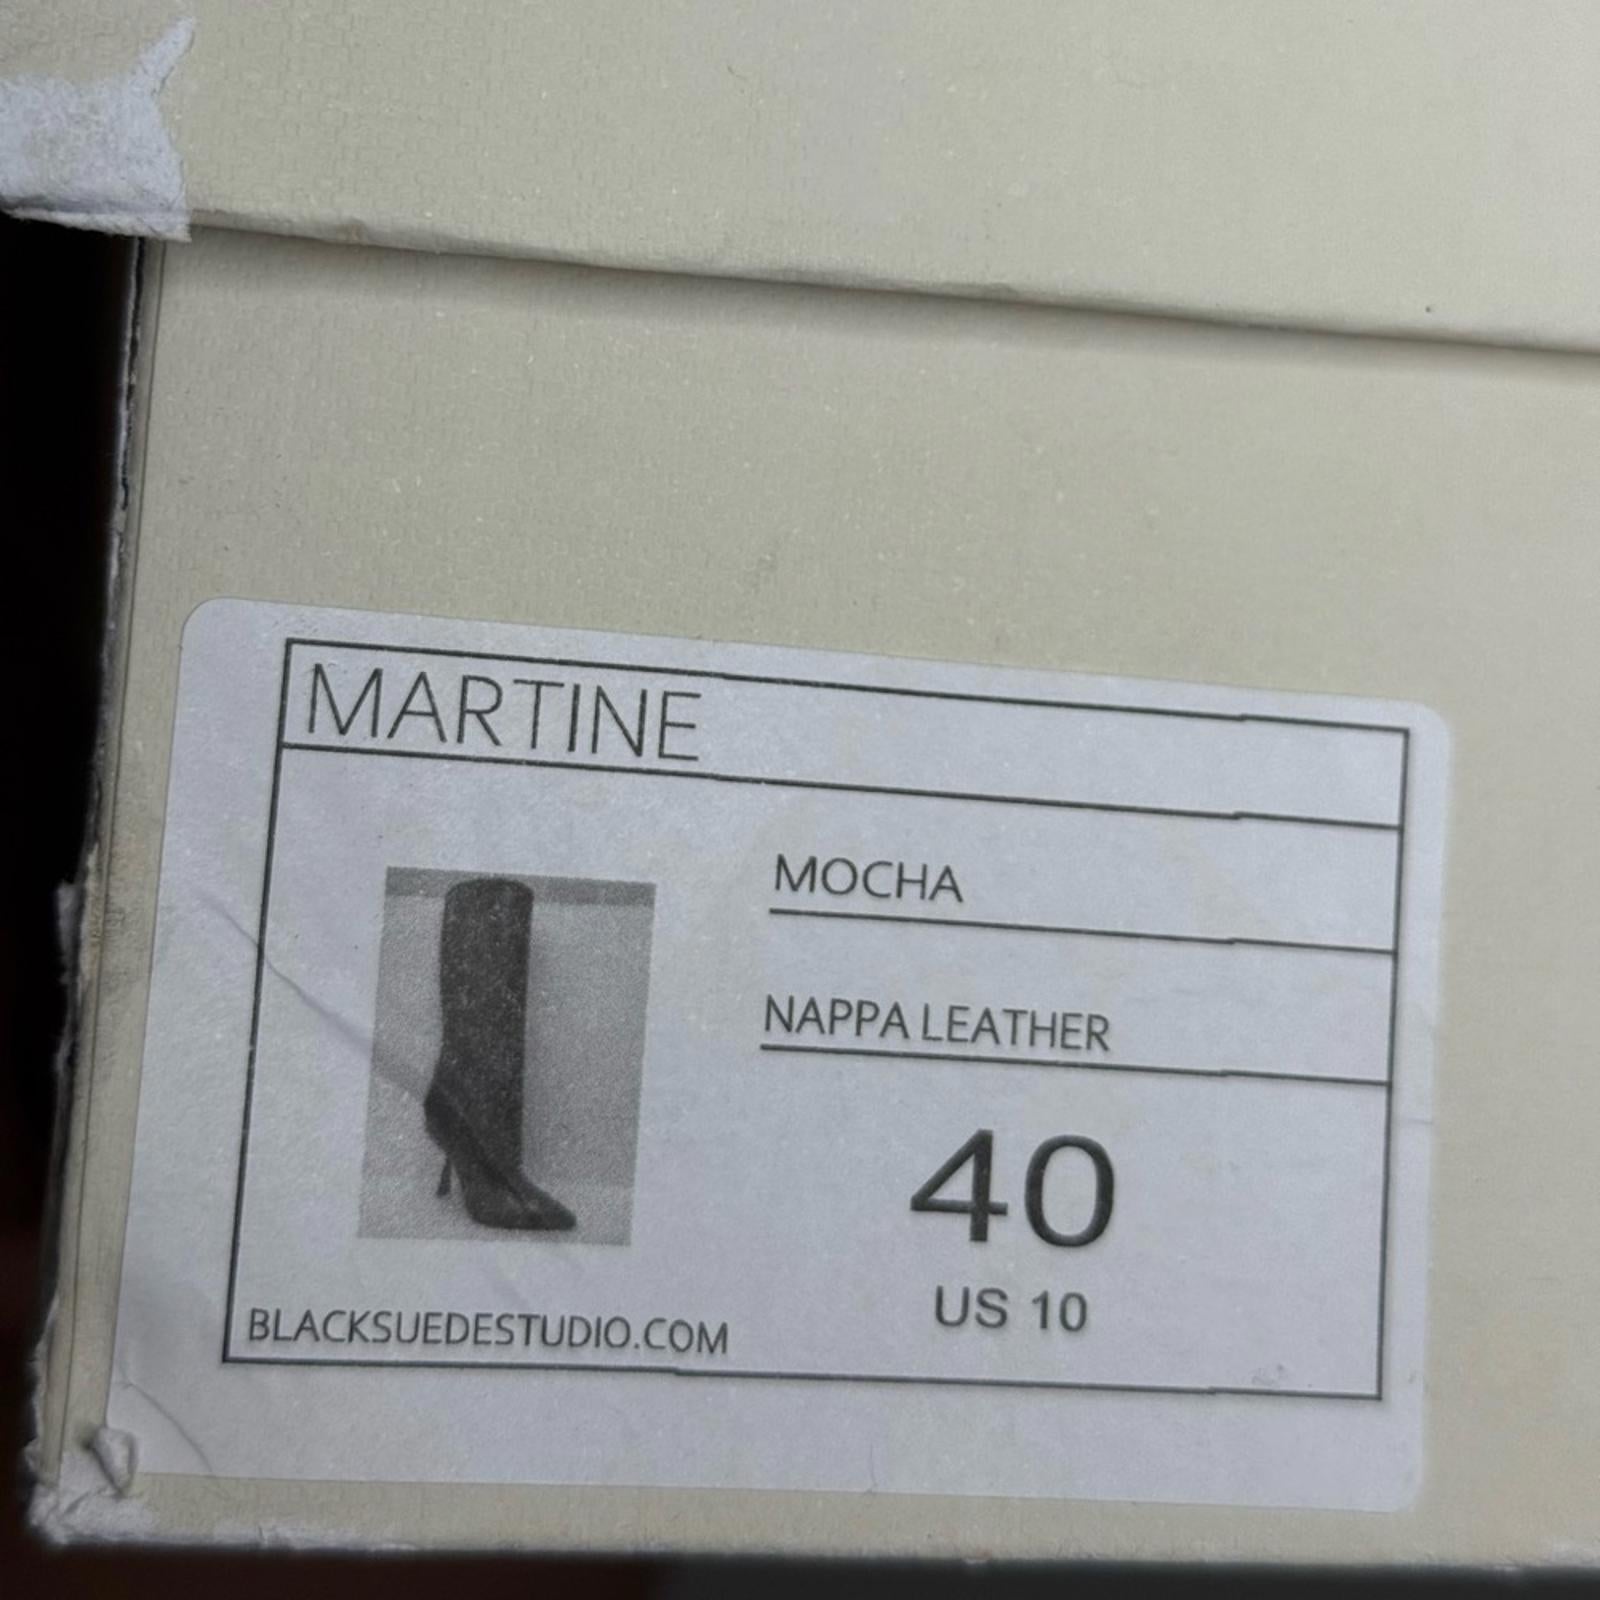 MARTINE
MOCHA
NAPPA LEATHER
40
US 10
BLACKSUEDESTUDIO.COM